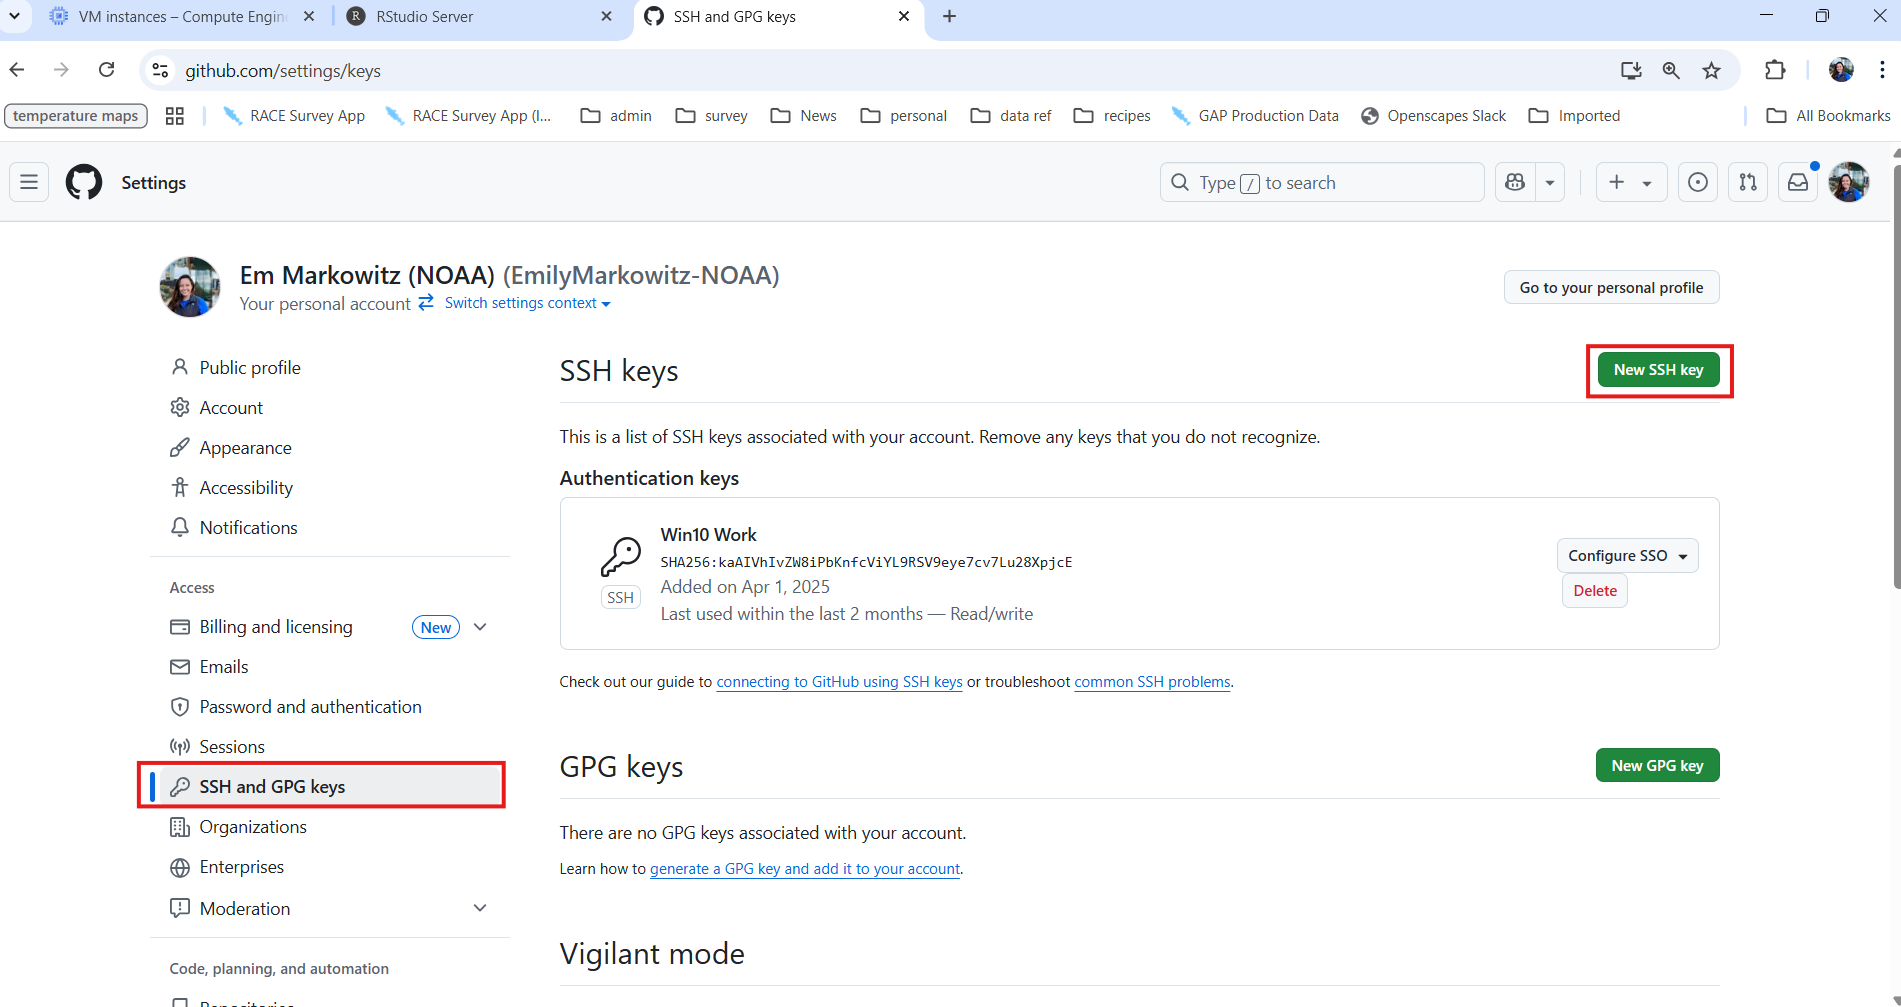 VM instances – Compute Engin
RStudio Server
SSH and GPG keys
github.com/settings/keys
temperature maps
RACE Survey App
RACE Survey App (I...
admin
survey
News
personal
data ref
recipes
GAP Production Data
Openscapes Slack
Imported
All Bookmarks
Settings
Type / to search
Em Markowitz (NOAA) (EmilyMarkowitz-NOAA)
Your personal account
Switch settings context
Go to your personal profile
Public profile
Account
Appearance
Accessibility
Notifications
Access
Billing and licensing
New
Emails
Password and authentication
Sessions
SSH and GPG keys
Organizations
Enterprises
Moderation
Code, planning, and automation
Repositories
SSH keys
New SSH key
This is a list of SSH keys associated with your account. Remove any keys that you do not recognize.
Authentication keys
Win10 Work
SHA256:kaAIVhIvZW8iPbKnfcViYL9RSV9eye7cv7Lu28XpjcE
Added on Apr 1, 2025
Last used within the last 2 months — Read/write
SSH
Configure SSO
Delete
Check out our guide to connecting to GitHub using SSH keys or troubleshoot common SSH problems.
GPG keys
New GPG key
There are no GPG keys associated with your account.
Learn how to generate a GPG key and add it to your account.
Vigilant mode